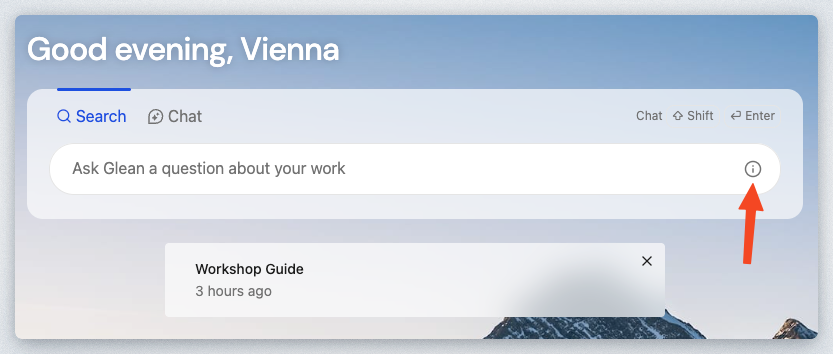 Good evening, Vienna
Search Chat Chat Shift Enter
Ask Glean a question about your work
Workshop Guide
3 hours ago